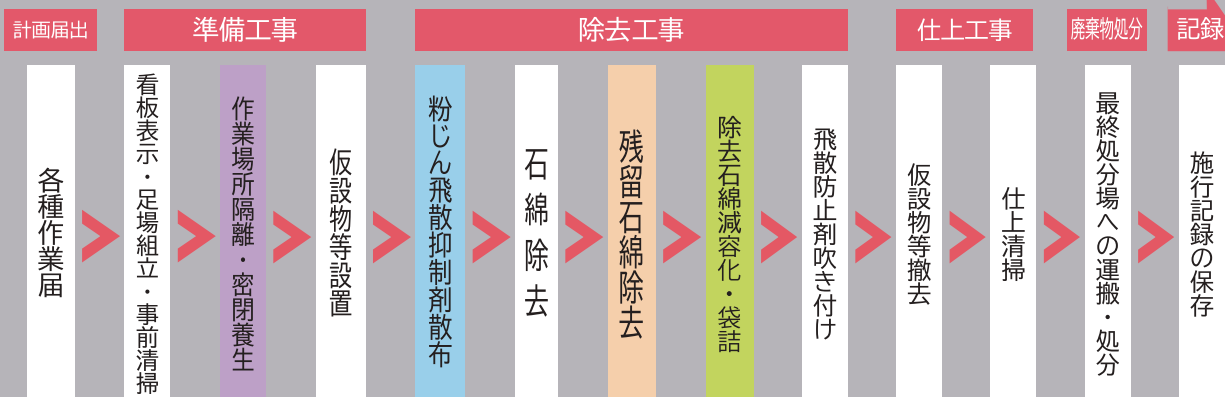 計画届出
準備工事
除去工事
仕上工事
廃棄物処分
記録
各種作業届
看板表示・足場組立・事前清掃
作業場所隔離・密閉養生
仮設物等設置
粉じん飛散抑制剤散布
石綿除去
残留石綿除去
除去石綿減容化・袋詰
飛散防止剤吹き付け
仮設物等撤去
仕上清掃
最終処分場への運搬・処分
施行記録の保存